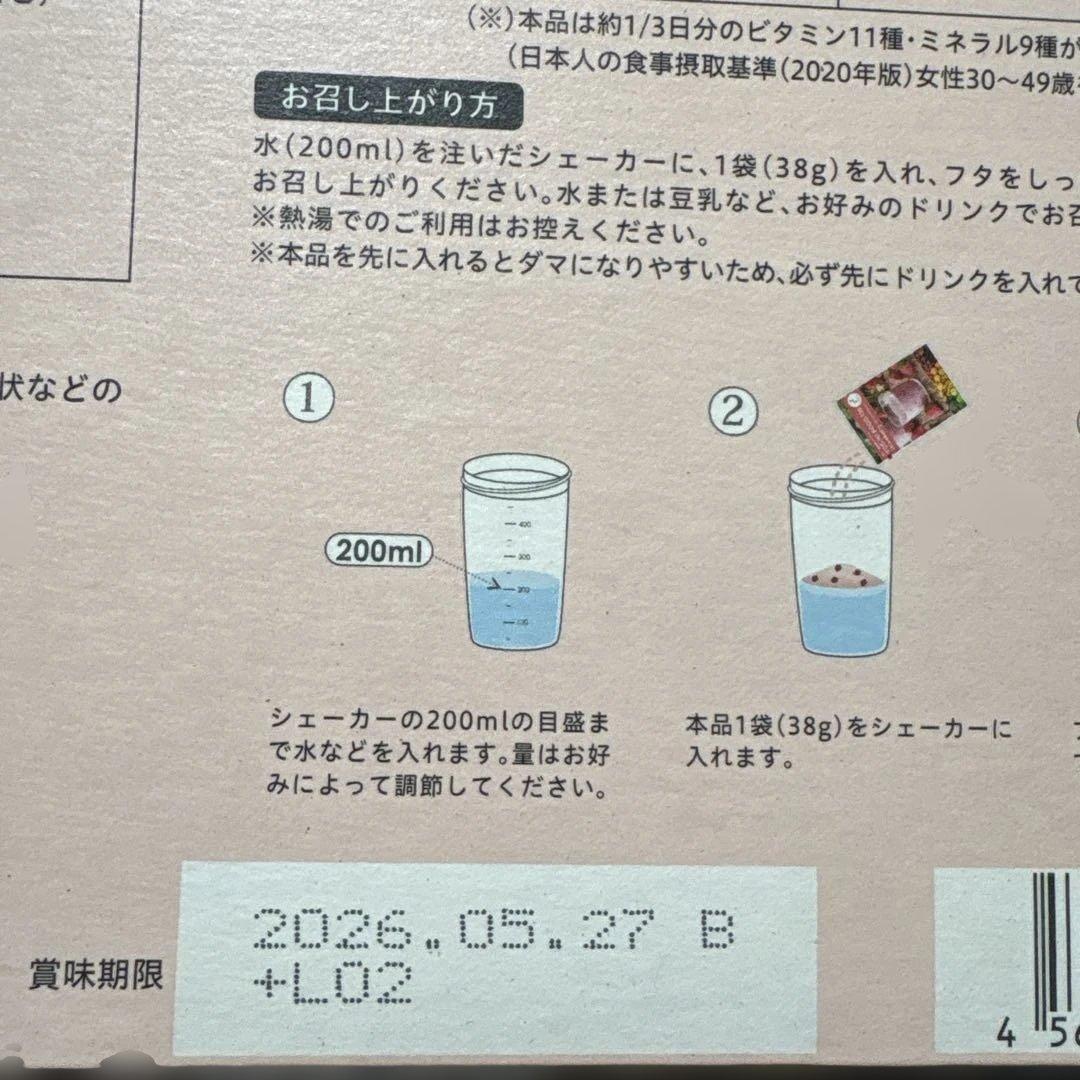 (※)本品は約1/3日分のビタミン11種・ミネラル9種が
(日本人の食事摂取基準(2020年版)女性30～49歳
お召し上がり方
水(200ml)を注いだシェーカーに、1袋(38g)を入れ、フタをしっ
お召し上がりください。水または豆乳など、お好みのドリンクでお召
※熱湯でのご利用はお控えください。
※本品を先に入れるとダマになりやすいため、必ず先にドリンクを入れて
状などの
1
2
400
300
200ml
200
100
シェーカーの200mlの目盛ま
で水などを入れます。量はお好
みによって調節してください。
本品1袋(38g)をシェーカーに
入れます。
賞味期限
2026.05.27 B
+L02
4 56